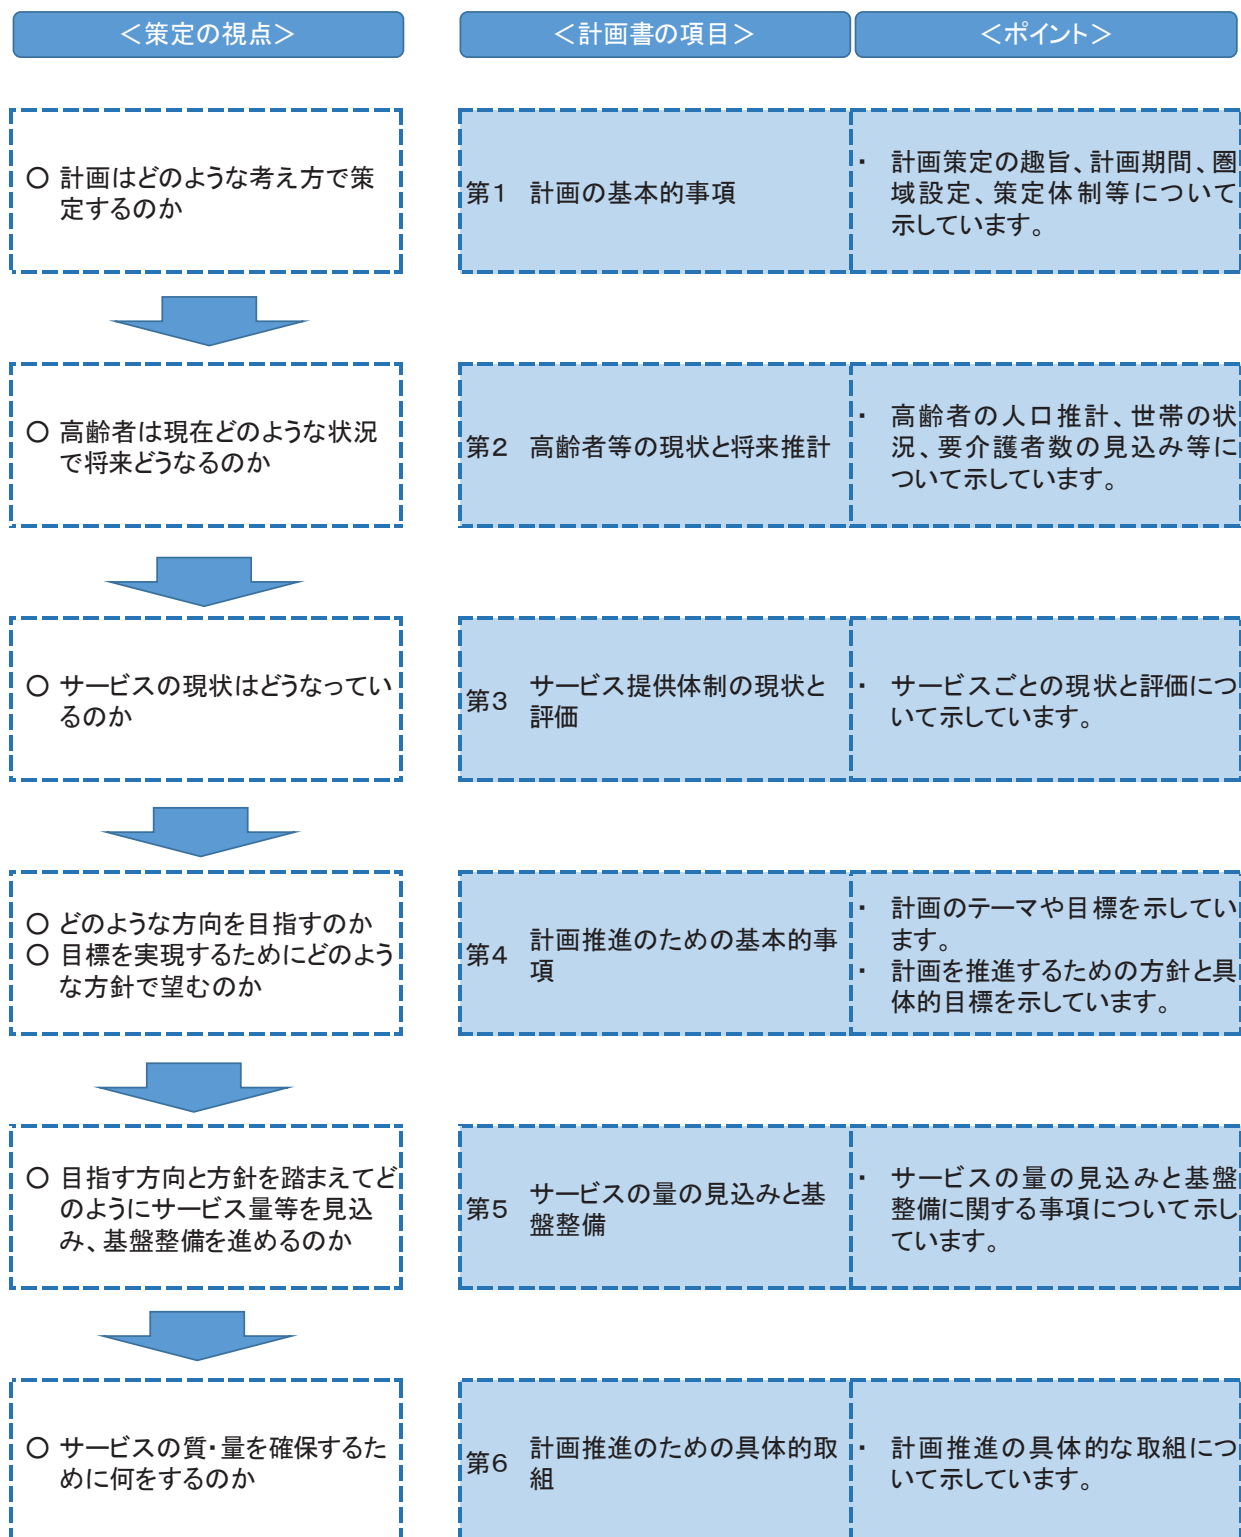 ＜策定の視点＞
＜計画書の項目＞
＜ポイント＞
○ 計画はどのような考え方で策
定するのか
第1 計画の基本的事項
・ 計画策定の趣旨、計画期間、圏
域設定、策定体制等について
示しています。
○ 高齢者は現在どのような状況
で将来どうなるのか
第2 高齢者等の現状と将来推計
・ 高齢者の人口推計、世帯の状
況、要介護者数の見込み等に
ついて示しています。
○ サービスの現状はどうなってい
るのか
第3 サービス提供体制の現状と
評価
・ サービスごとの現状と評価につ
いて示しています。
○ どのような方向を目指すのか
○ 目標を実現するためにどのよう
な方針で望むのか
第4 計画推進のための基本的事
項
・ 計画のテーマや目標を示してい
ます。
・ 計画を推進するための方針と具
体的目標を示しています。
○ 目指す方向と方針を踏まえてど
のようにサービス量等を見込
み、基盤整備を進めるのか
第5 サービスの量の見込みと基
盤整備
・ サービスの量の見込みと基盤
整備に関する事項について示し
ています。
○ サービスの質・量を確保するた
めに何をするのか
第6 計画推進のための具体的取
組
・ 計画推進の具体的な取組につ
いて示しています。